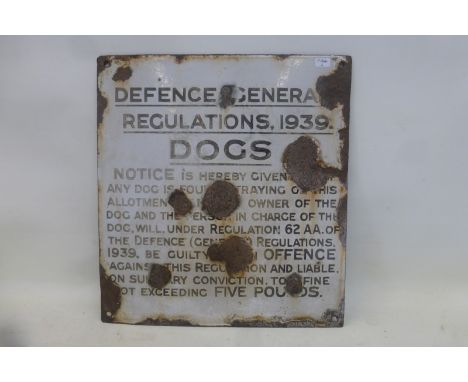 DEFENCE (GENERAL
REGULATIONS, 1939.
DOGS
NOTICE IS HEREBY GIVEN
ANY DOG IS FOUND STRAYING ON THIS
ALLOTMENT OWNER OF THE
DOG AND THE PERSON IN CHARGE OF THE
DOG, WILL, UNDER REGULATION 62 AA. OF
THE DEFENCE (GENERAL) REGULATIONS,
1939, BE GUILTY OFFENCE
AGAINST THIS REGULATION AND LIABLE,
ON SUMMARY CONVICTION, TO A FINE
NOT EXCEEDING FIVE POUNDS.